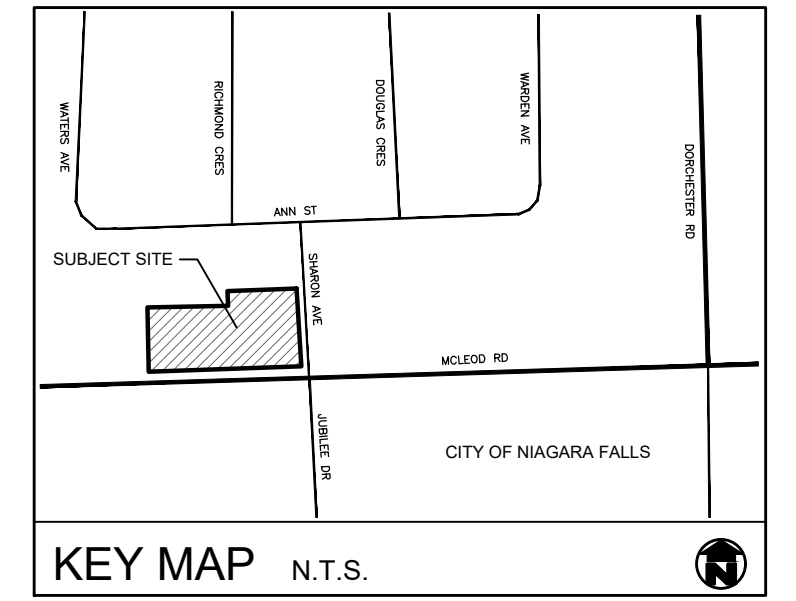 WATERS AVE
RICHMOND CRES
DOUGLAS CRES
WARDEN AVE
DORCHESTER RD
ANN ST
SUBJECT SITE
SHARON AVE
MCLEOD RD
JUBILEE DR
CITY OF NIAGARA FALLS
KEY MAP N.T.S.
N